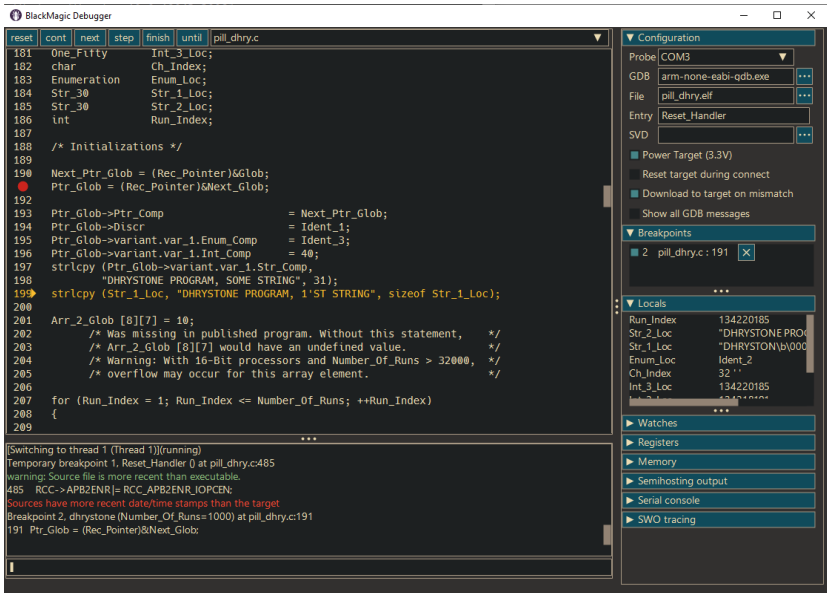 BlackMagic Debugger
reset cont next step finish until pill_dhry.c
181 One_Fifty Int_3_Loc;
182 char Ch_Index;
183 Enumeration Enum_Loc;
184 Str_30 Str_1_Loc;
185 Str_30 Str_2_Loc;
186 int Run_Index;
187
188 /* Initializations */
189
190 Next_Ptr_Glob = (Rec_Pointer)&Glob;
Ptr_Glob = (Rec_Pointer)&Next_Glob;
192
193 Ptr_Glob->Ptr_Comp = Next_Ptr_Glob;
194 Ptr_Glob->Discr = Ident_1;
195 Ptr_Glob->variant.var_1.Enum_Comp = Ident_3;
196 Ptr_Glob->variant.var_1.Int_Comp = 40;
197 strlcpy (Ptr_Glob->variant.var_1.Str_Comp,
198 "DHRYSTONE PROGRAM, SOME STRING", 31);
199 strlcpy (Str_1_Loc, "DHRYSTONE PROGRAM, 1'ST STRING", sizeof Str_1_Loc);
200
201 Arr_2_Glob [8][7] = 10;
202 /* Was missing in published program. Without this statement, */
203 /* Arr_2_Glob [8][7] would have an undefined value. */
204 /* Warning: With 16-Bit processors and Number_Of_Runs > 32000, */
205 /* overflow may occur for this array element. */
206
207 for (Run_Index = 1; Run_Index <= Number_Of_Runs; ++Run_Index)
208 {
209
[Switching to thread 1 (Thread 1)](running)
Temporary breakpoint 1, Reset_Handler () at pill_dhry.c:485
warning: Source file is more recent than executable.
485 RCC->APB2ENR |= RCC_APB2ENR_IOPCEN;
Sources have more recent date/time stamps than the target
Breakpoint 2, dhrystone (Number_Of_Runs=1000) at pill_dhry.c:191
191 Ptr_Glob = (Rec_Pointer)&Next_Glob;
Configuration
Probe COM3
GDB arm-none-eabi-gdb.exe
File pill_dhry.elf
Entry Reset_Handler
SVD
Power Target (3.3V)
Reset target during connect
Download to target on mismatch
Show all GDB messages
Breakpoints
2 pill_dhry.c : 191
Locals
Run_Index 134220185
Str_2_Loc "DHRYSTONE PROG
Str_1_Loc "DHRYSTON\b\000
Enum_Loc Ident_2
Ch_Index 32 ' '
Int_3_Loc 134220185
Watches
Registers
Memory
Semihosting output
Serial console
SWO tracing